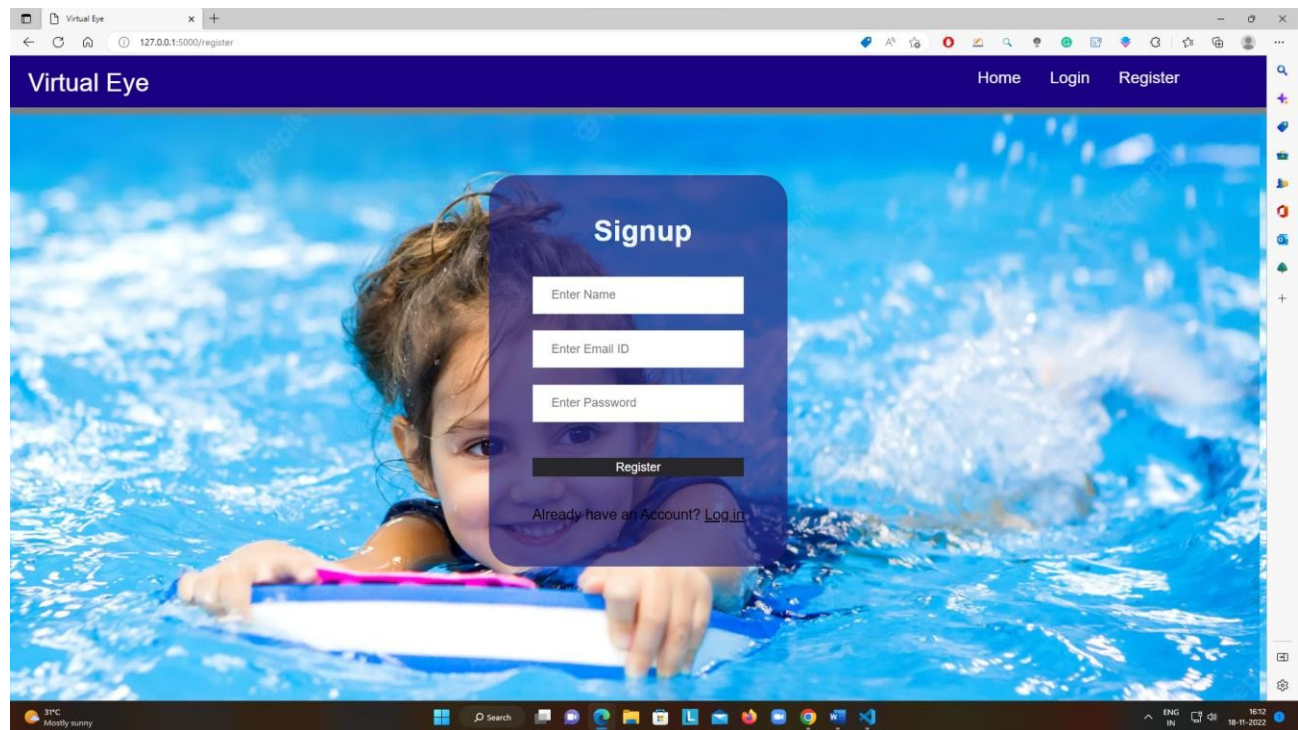 Virtual Eye
127.0.0.1:5000/register
Virtual Eye
Home Login Register
Signup
Enter Name
Enter Email ID
Enter Password
Register
Already have an Account? Log in
31°C
Mostly sunny
Search
ENG
IN
16:12
18-11-2022